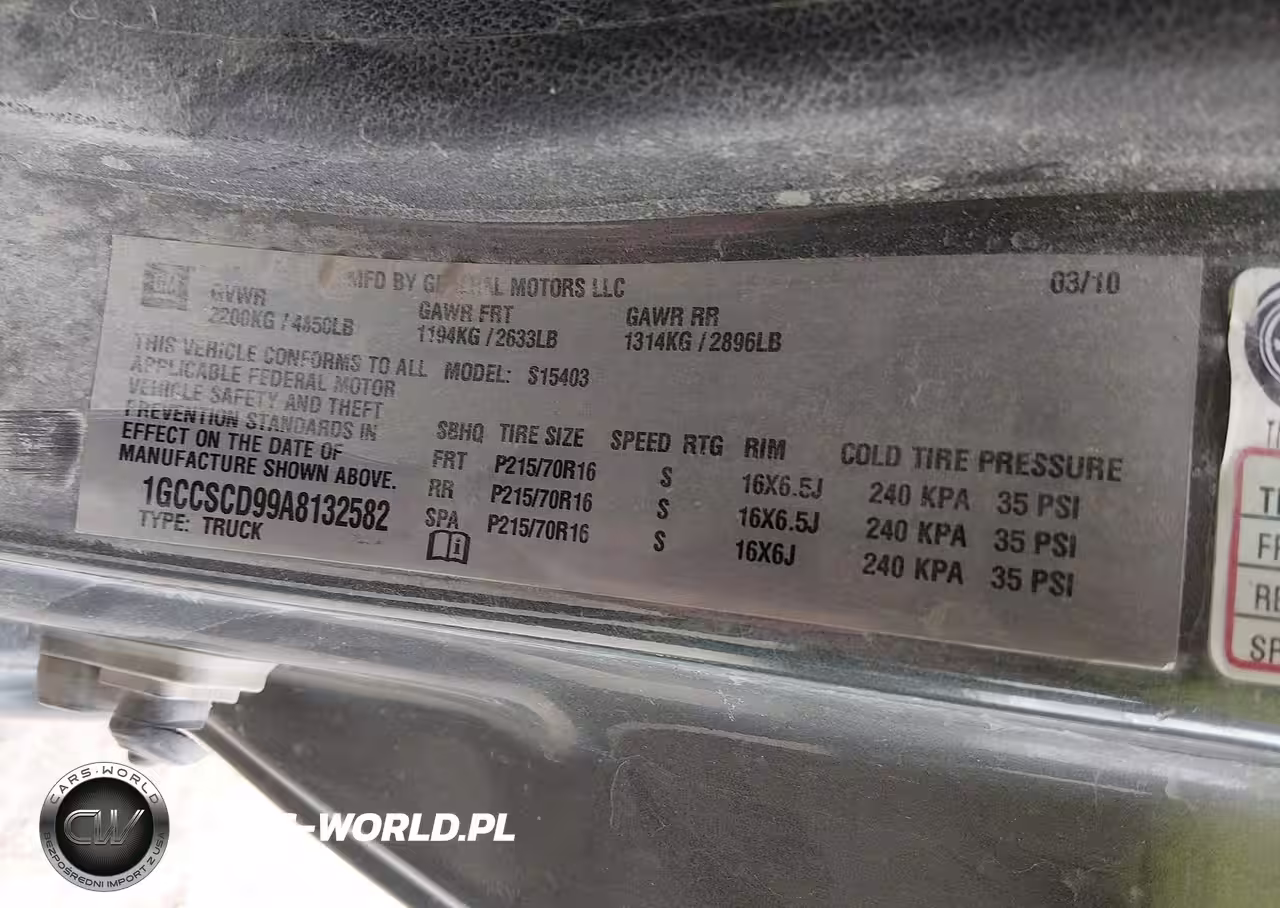 GM
MFD BY GENERAL MOTORS LLC
03/10
GVWR
GAWR FRT
GAWR RR
2200KG / 4850LB
1194KG / 2633LB
1314KG / 2896LB
THIS VEHICLE CONFORMS TO ALL
APPLICABLE FEDERAL MOTOR
VEHICLE SAFETY AND THEFT
PREVENTION STANDARDS IN
EFFECT ON THE DATE OF
MANUFACTURE SHOWN ABOVE.
1GCCSCD99A8132582
TYPE: TRUCK
MODEL: S15403
SBHQ TIRE SIZE SPEED RTG RIM COLD TIRE PRESSURE
FRT P215/70R16 S 16X6.5J 240 KPA 35 PSI
RR P215/70R16 S 16X6.5J 240 KPA 35 PSI
SPA P215/70R16 S 16X6J 240 KPA 35 PSI
CARS-WORLD
CW
BEZPOŚREDNI IMPORT Z USA
-WORLD.PL